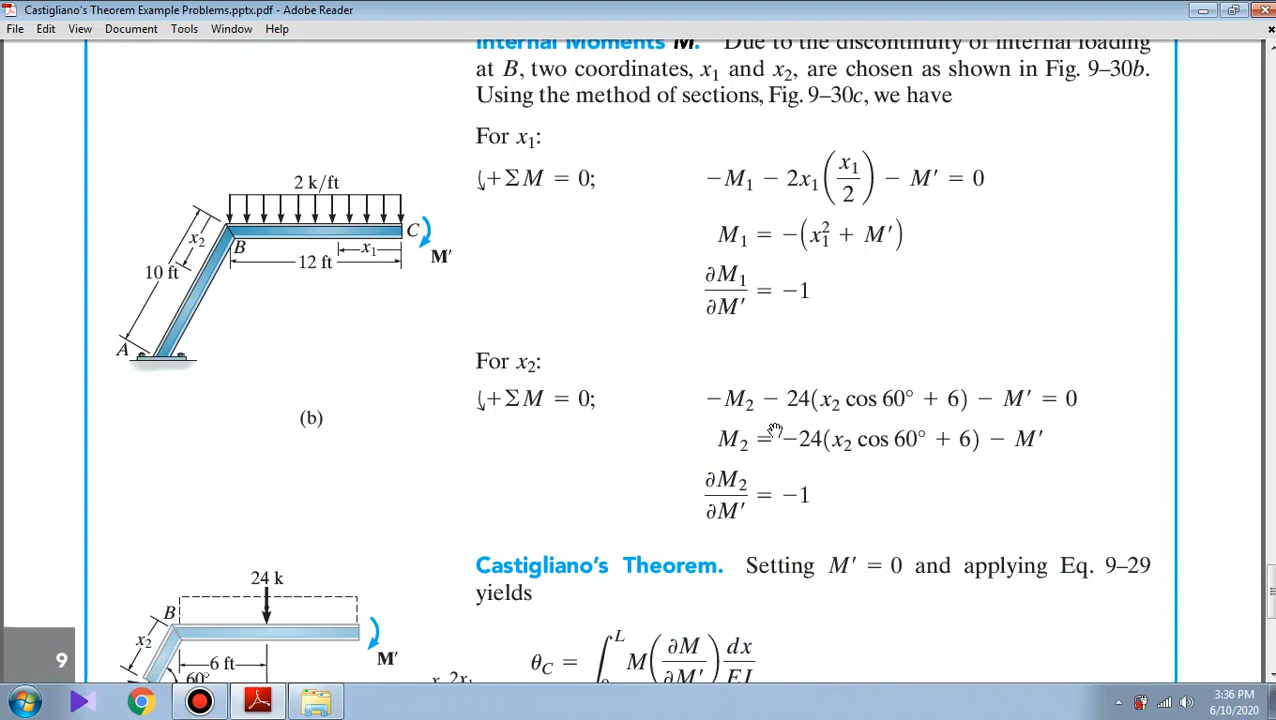 Castigliano's Theorem Example Problems.pptx.pdf - Adobe Reader
File Edit View Document Tools Window Help
Internal Moments M. Due to the discontinuity of internal loading
at B, two coordinates, x₁ and x₂, are chosen as shown in Fig. 9–30b.
Using the method of sections, Fig. 9–30c, we have
For x₁:
↓+ΣM = 0; −M₁ − 2x₁(x₁/2) − M′ = 0
M₁ = −(x₁² + M′)
∂M₁/∂M′ = −1
For x₂:
↓+ΣM = 0; −M₂ − 24(x₂ cos 60° + 6) − M′ = 0
M₂ = −24(x₂ cos 60° + 6) − M′
∂M₂/∂M′ = −1
Castigliano's Theorem. Setting M′ = 0 and applying Eq. 9–29
yields
θC = ∫₀ᴸ M(∂M/∂M′) dx/EI
2 k/ft
x₂
B
C
x₁
M′
12 ft
10 ft
A
(b)
24 k
B
x₂
M′
6 ft
60°
x₂ 2x₁
9
3:36 PM
6/10/2020